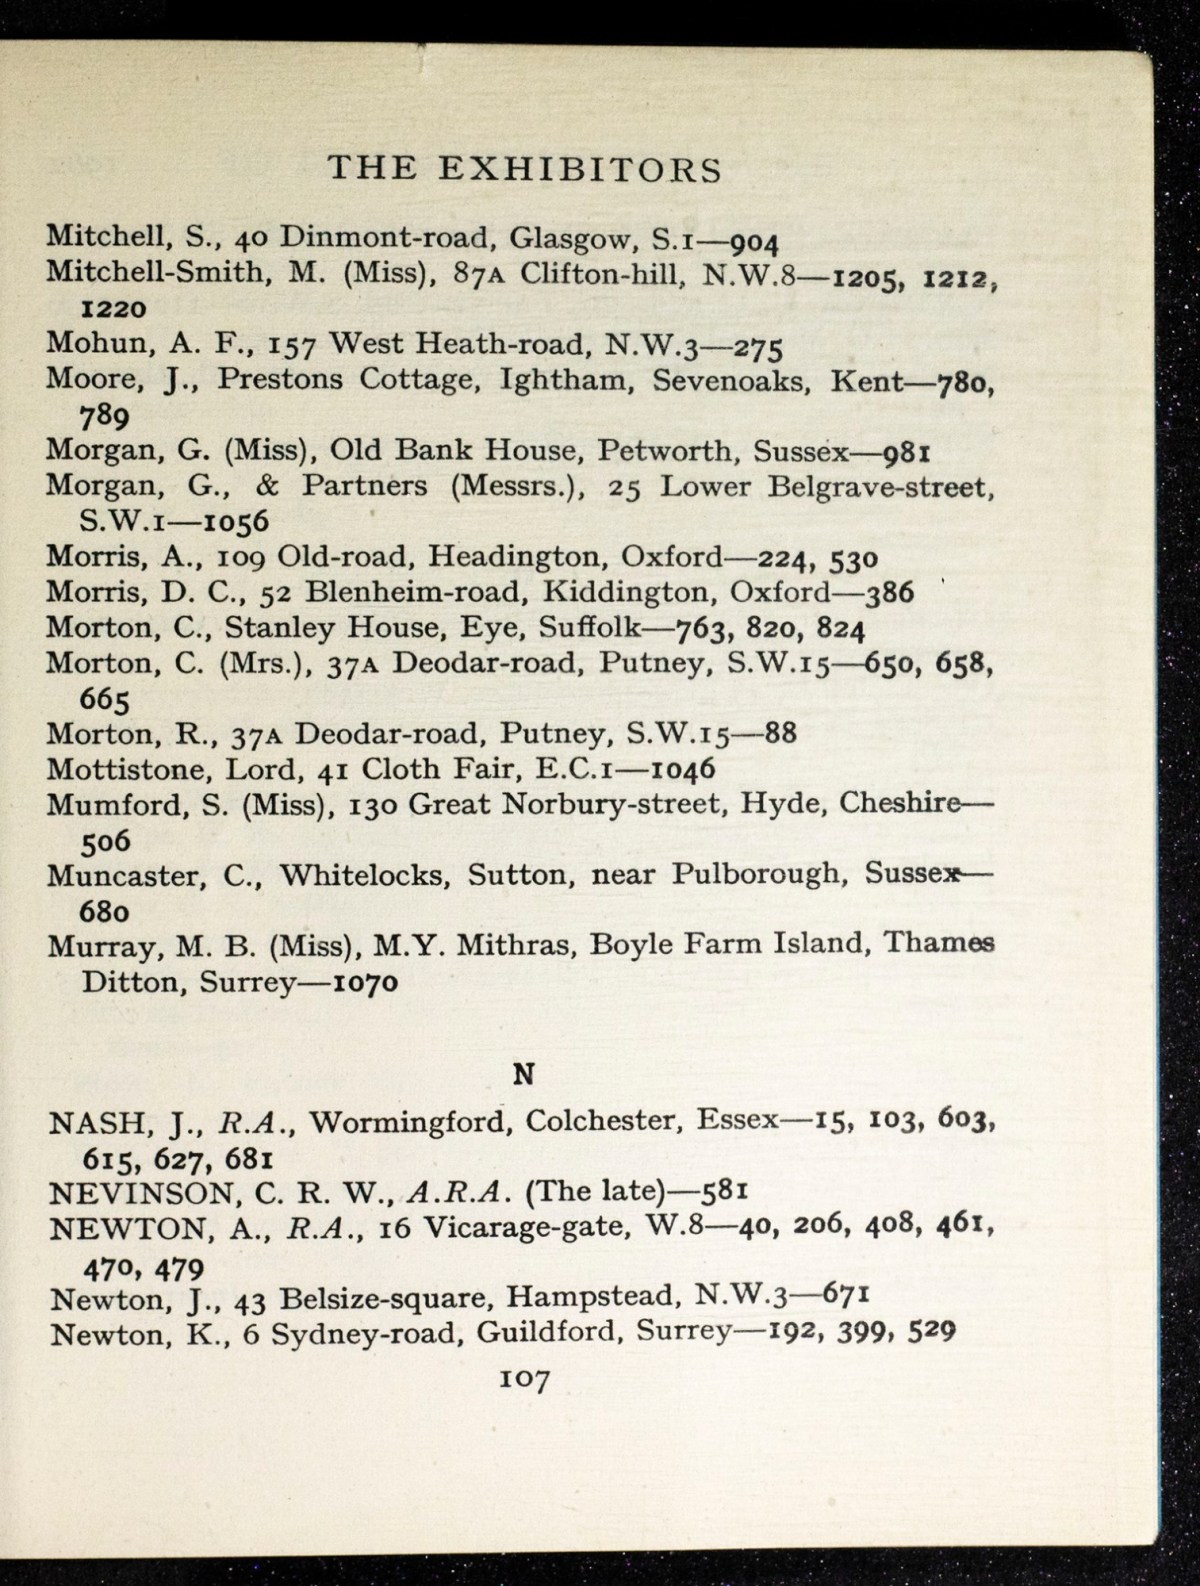 THE EXHIBITORS
Mitchell, S., 40 Dinmont-road, Glasgow, S.1—904
Mitchell-Smith, M. (Miss), 87A Clifton-hill, N.W.8—1205, 1212,
1220
Mohun, A. F., 157 West Heath-road, N.W.3—275
Moore, J., Prestons Cottage, Ightham, Sevenoaks, Kent—780,
789
Morgan, G. (Miss), Old Bank House, Petworth, Sussex—981
Morgan, G., & Partners (Messrs.), 25 Lower Belgrave-street,
S.W.1—1056
Morris, A., 109 Old-road, Headington, Oxford—224, 530
Morris, D. C., 52 Blenheim-road, Kiddington, Oxford—386
Morton, C., Stanley House, Eye, Suffolk—763, 820, 824
Morton, C. (Mrs.), 37A Deodar-road, Putney, S.W.15—650, 658,
665
Morton, R., 37A Deodar-road, Putney, S.W.15—88
Mottistone, Lord, 41 Cloth Fair, E.C.1—1046
Mumford, S. (Miss), 130 Great Norbury-street, Hyde, Cheshire—
506
Muncaster, C., Whitelocks, Sutton, near Pulborough, Sussex—
680
Murray, M. B. (Miss), M.Y. Mithras, Boyle Farm Island, Thames
Ditton, Surrey—1070
N
NASH, J., R.A., Wormingford, Colchester, Essex—15, 103, 603,
615, 627, 681
NEVINSON, C. R. W., A.R.A. (The late)—581
NEWTON, A., R.A., 16 Vicarage-gate, W.8—40, 206, 408, 461,
470, 479
Newton, J., 43 Belsize-square, Hampstead, N.W.3—671
Newton, K., 6 Sydney-road, Guildford, Surrey—192, 399, 529
107